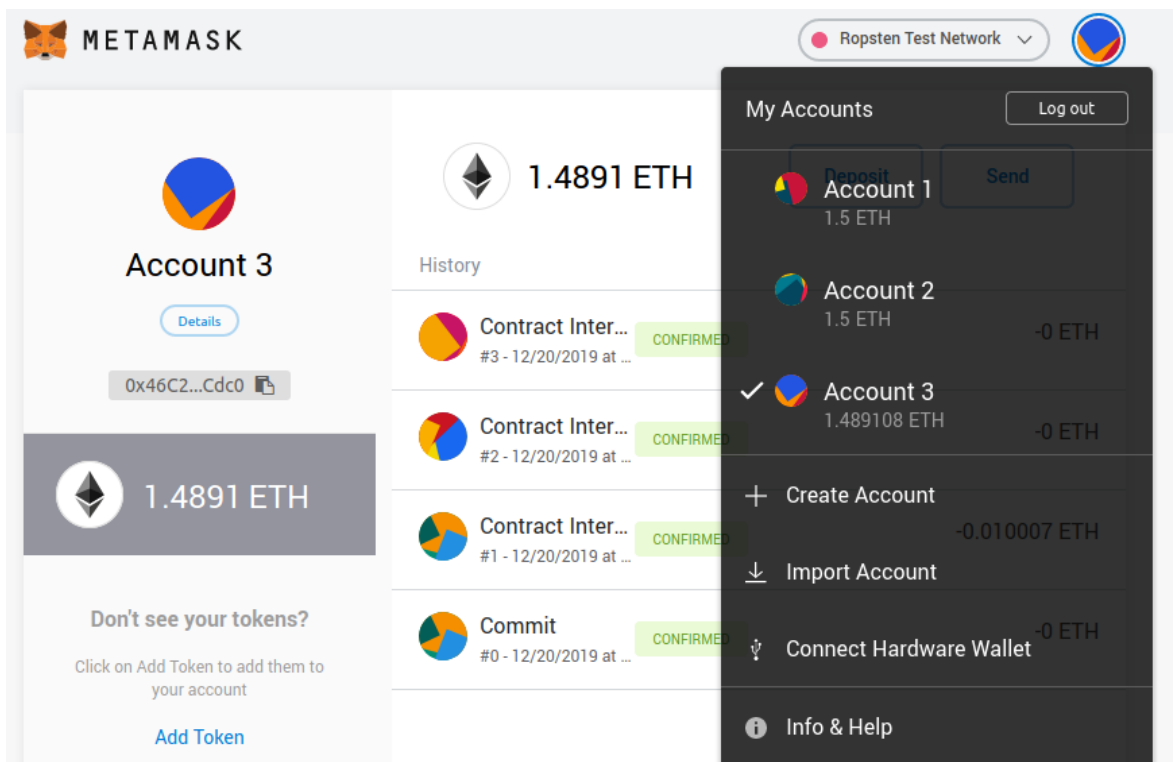 METAMASK
Ropsten Test Network
My Accounts
Log out
Account 1
1.5 ETH
Account 2
1.5 ETH
Account 3
1.489108 ETH
Create Account
Import Account
Connect Hardware Wallet
Info & Help
Account 3
Details
0x46C2...Cdc0
1.4891 ETH
Don't see your tokens?
Click on Add Token to add them to
your account
Add Token
1.4891 ETH
Deposit
Send
History
Contract Inter...
#3 - 12/20/2019 at ...
CONFIRMED
-0 ETH
Contract Inter...
#2 - 12/20/2019 at ...
CONFIRMED
-0 ETH
Contract Inter...
#1 - 12/20/2019 at ...
CONFIRMED
-0.010007 ETH
Commit
#0 - 12/20/2019 at ...
CONFIRMED
-0 ETH